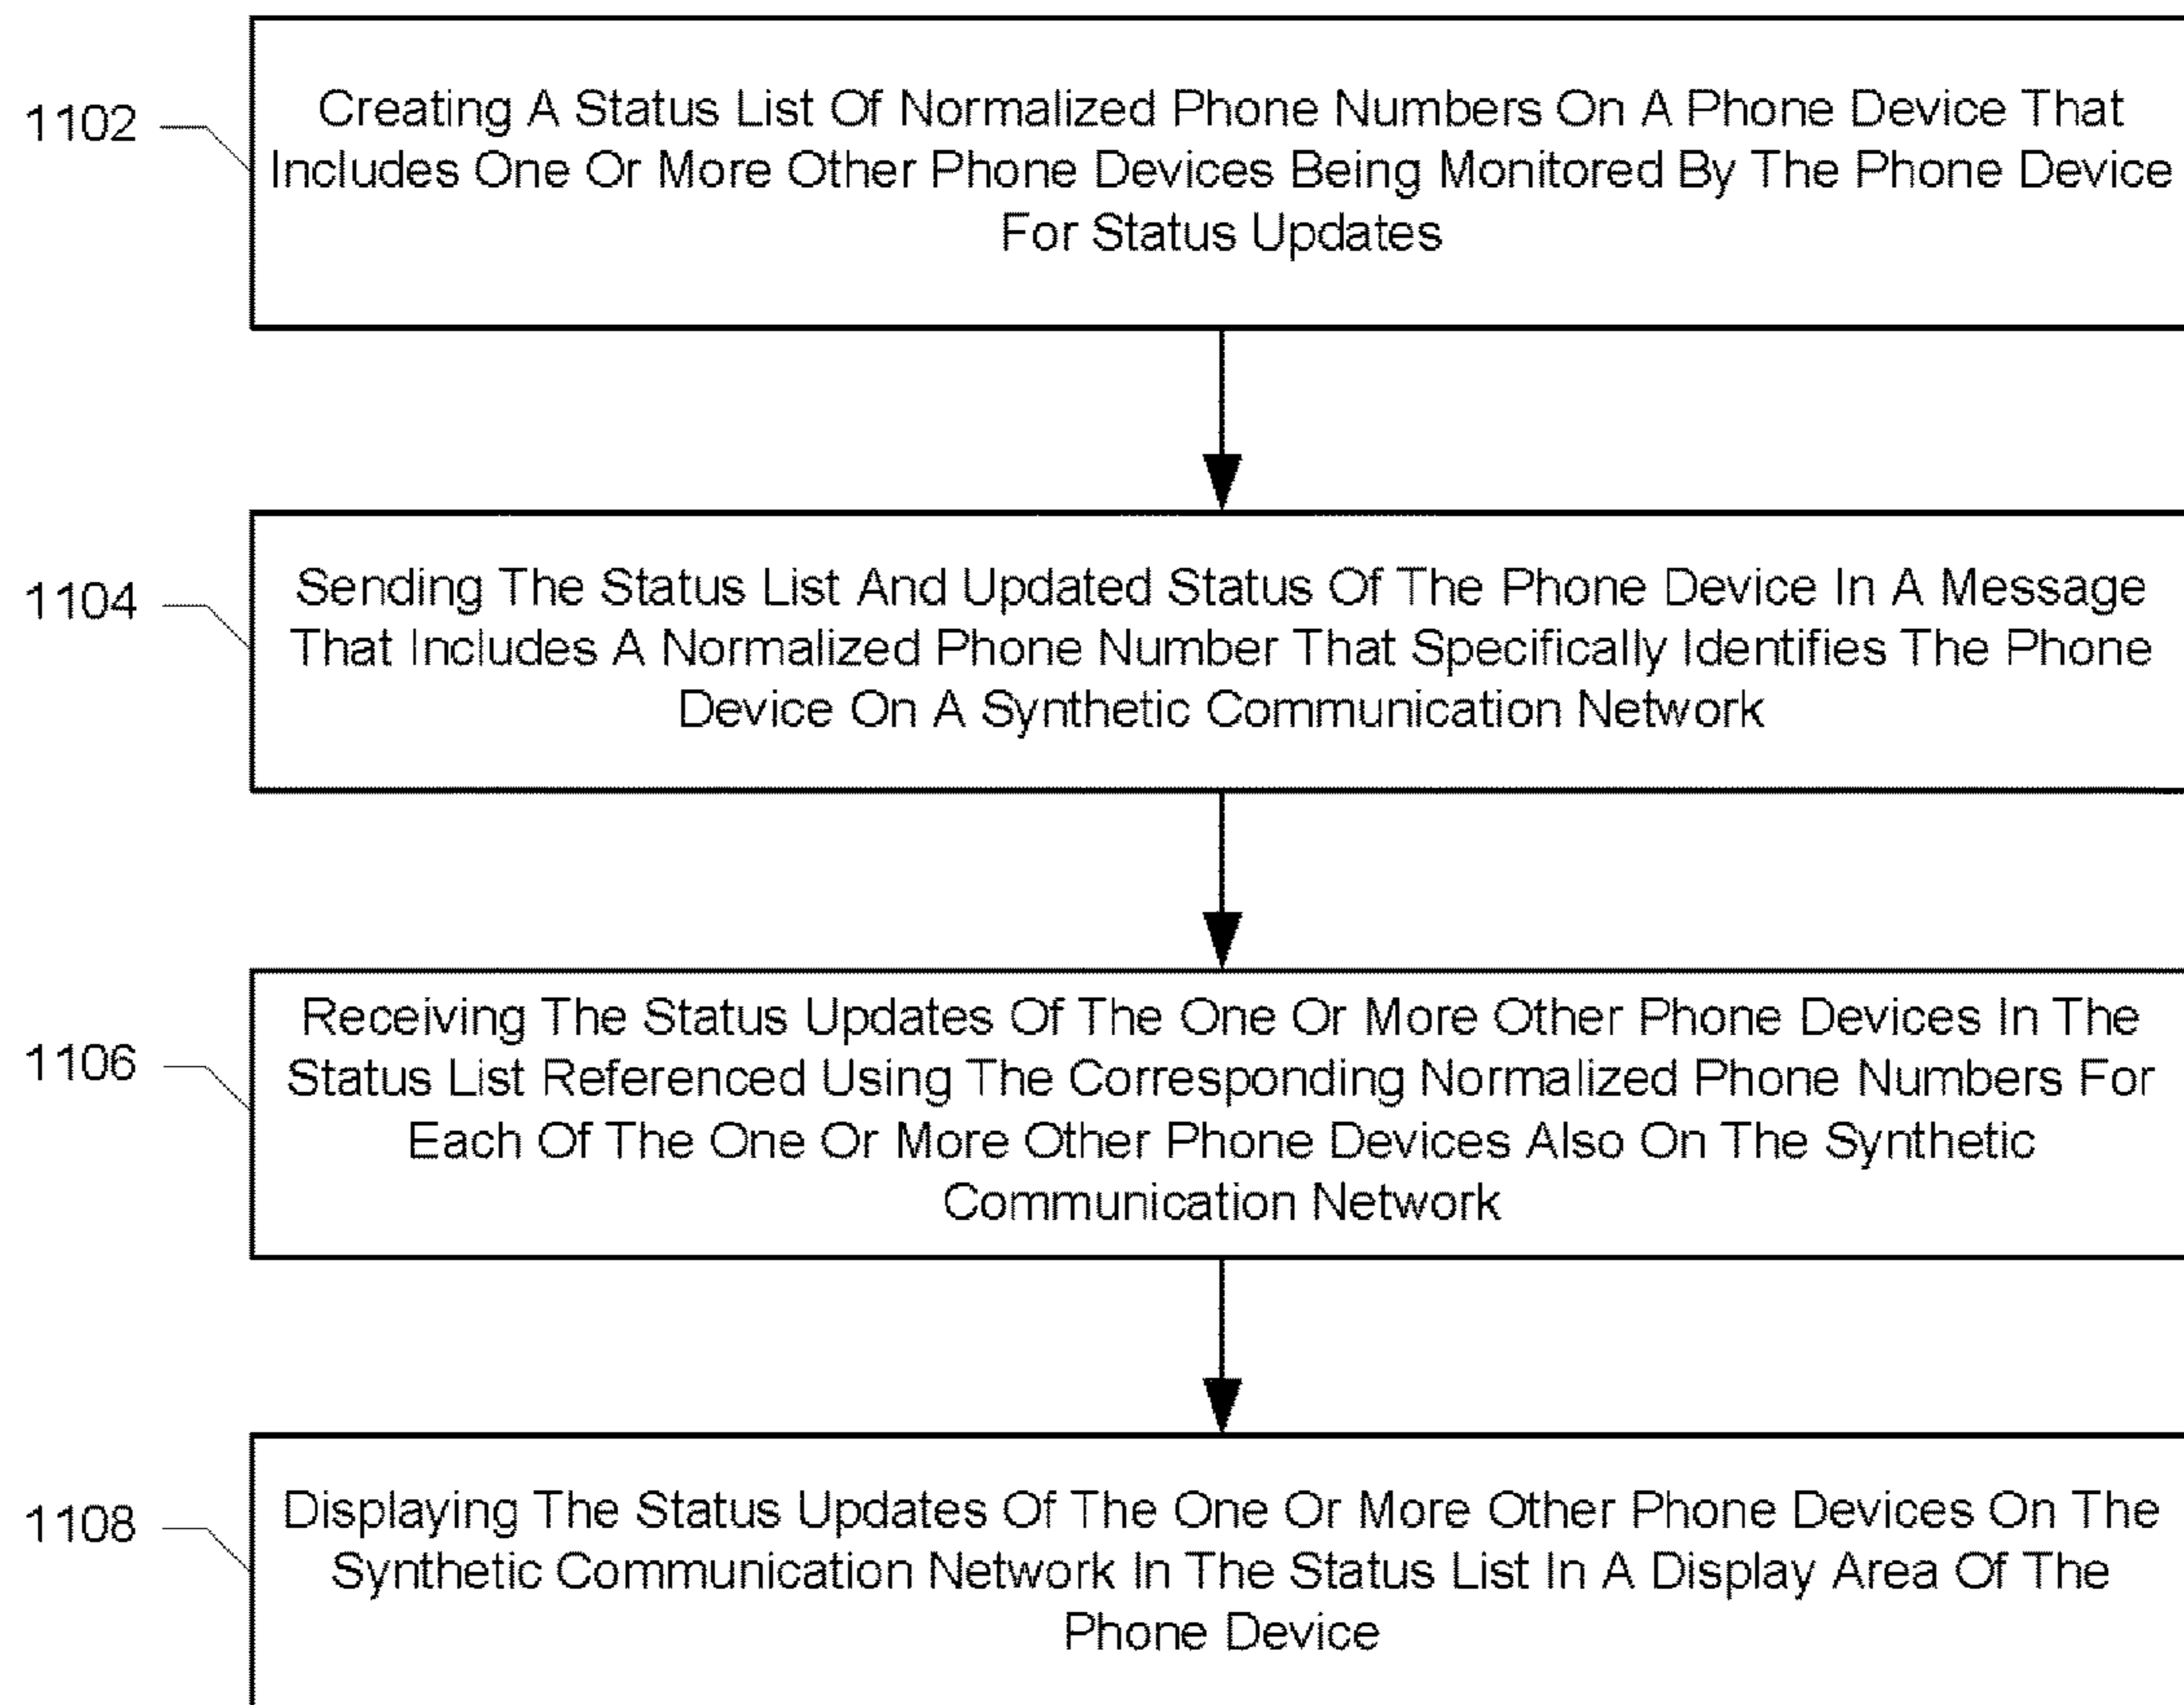 1102
Creating A Status List Of Normalized Phone Numbers On A Phone Device That
Includes One Or More Other Phone Devices Being Monitored By The Phone Device
For Status Updates
1104
Sending The Status List And Updated Status Of The Phone Device In A Message
That Includes A Normalized Phone Number That Specifically Identifies The Phone
Device On A Synthetic Communication Network
1106
Receiving The Status Updates Of The One Or More Other Phone Devices In The
Status List Referenced Using The Corresponding Normalized Phone Numbers For
Each Of The One Or More Other Phone Devices Also On The Synthetic
Communication Network
1108
Displaying The Status Updates Of The One Or More Other Phone Devices On The
Synthetic Communication Network In The Status List In A Display Area Of The
Phone Device